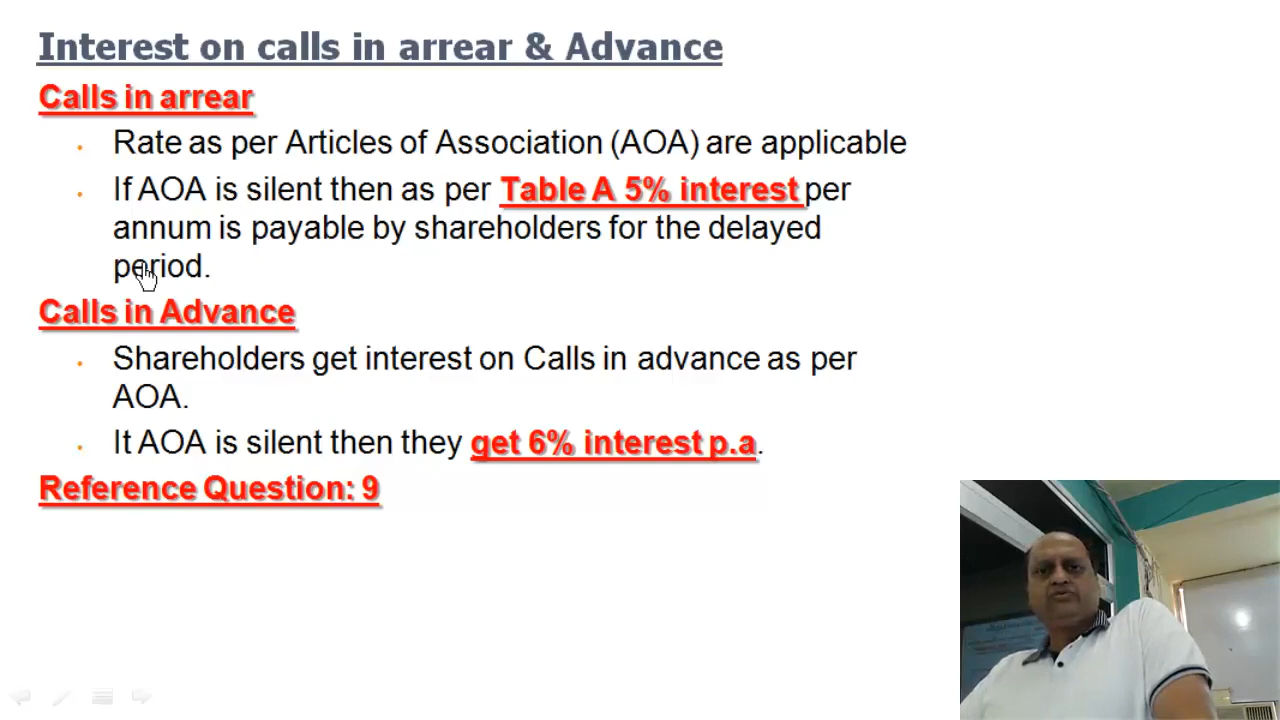 Interest on calls in arrear & Advance
Calls in arrear
Rate as per Articles of Association (AOA) are applicable
If AOA is silent then as per Table A 5% interest per
annum is payable by shareholders for the delayed
period.
Calls in Advance
Shareholders get interest on Calls in advance as per
AOA.
It AOA is silent then they get 6% interest p.a.
Reference Question: 9